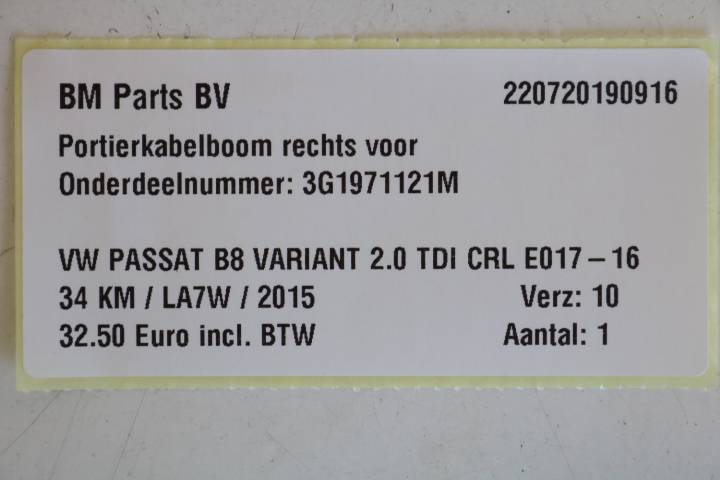 BM Parts BV 220720190916
Portierkabelboom rechts voor
Onderdeelnummer: 3G1971121M
VW PASSAT B8 VARIANT 2.0 TDI CRL E017 – 16
34 KM / LA7W / 2015 Verz: 10
32.50 Euro incl. BTW Aantal: 1